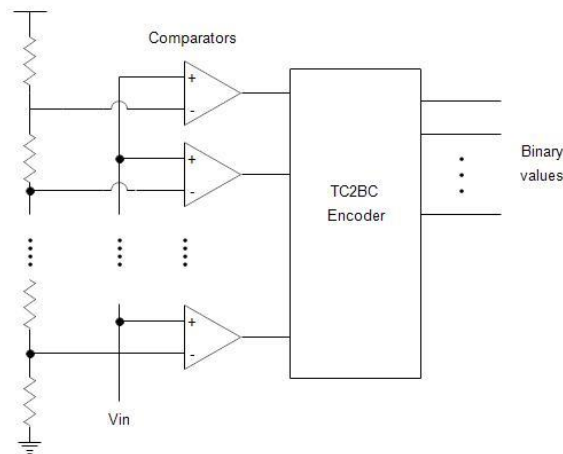 Comparators
+
-
+
-
TC2BC
Encoder
Binary
values
+
-
Vin